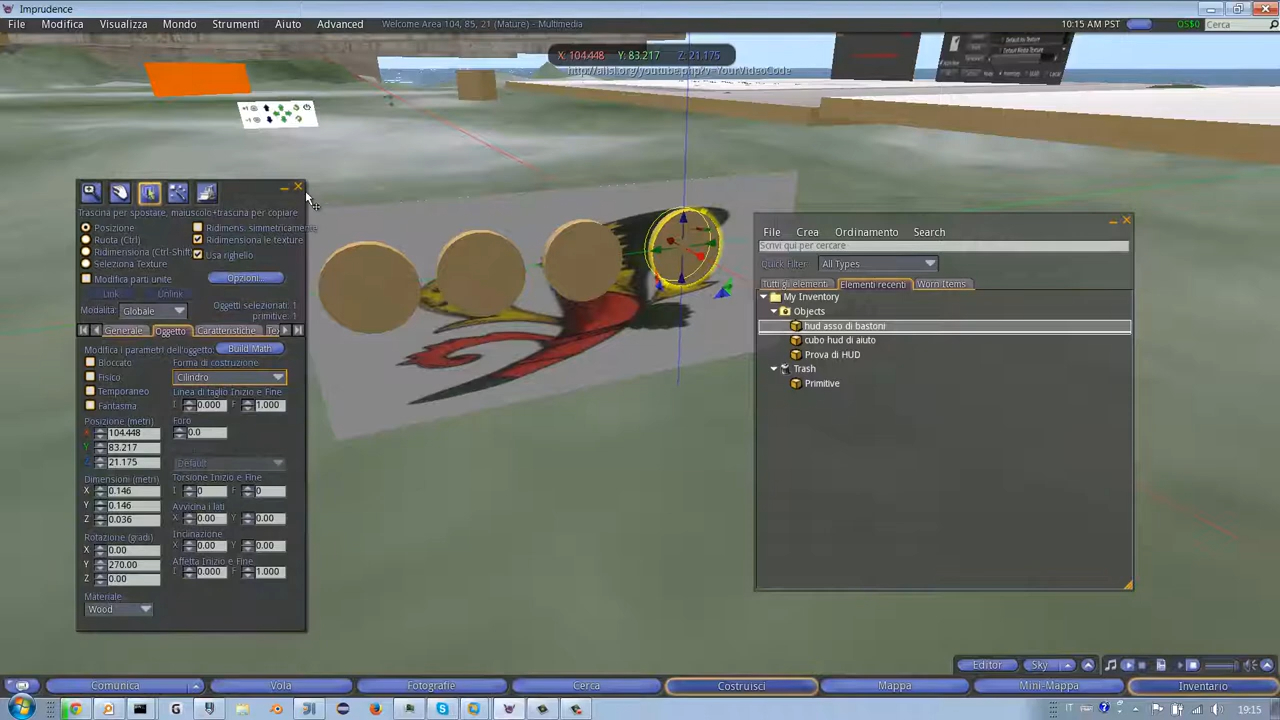 Imprudence
File Modifica Visualizza Mondo Strumenti Aiuto Advanced
Welcome Area 104, 85, 21 (Mature) - Multimedia
10:15 AM PST
OS$0
Cerca
X: 104.448 Y: 83.217 Z: 21.175
Trascina per spostare, maiuscolo+trascina per copiare
Posizione
Ruota (Ctrl)
Ridimensiona (Ctrl-Shift
Seleziona Texture
Ridimens. simmetricamente
Ridimensiona le texture
Usa righello
Modifica parti unite
Opzioni...
Link Unlink
Oggetti selezionati: 1
primitive: 1
Modalità: Globale
Generale Oggetto Caratteristiche Te
Modifica i parametri dell'oggetto:
Build Math
Bloccato
Fisico
Temporaneo
Fantasma
Forma di costruzione
Cilindro
Linea di taglio Inizio e Fine
I 0.000 F 1.000
Posizione (metri)
X 104.448
Y 83.217
Z 21.175
Foro
0.0
Default
Dimensioni (metri)
X 0.146
Y 0.146
Z 0.036
Torsione Inizio e Fine
I 0 F 0
Avvicina i lati
X 0.00 Y 0.00
Rotazione (gradi)
X 0.00
Y 270.00
Z 0.00
Inclinazione
X 0.00 Y 0.00
Affetta Inizio e Fine
I 0.000 F 1.000
Materiale
Wood
File Crea Ordinamento Search
Scrivi qui per cercare
Quick Filter: All Types
Tutti gli elementi Elementi recenti Worn Items
My Inventory
Objects
hud asso di bastoni
cubo hud di aiuto
Prova di HUD
Trash
Primitive
Editor Sky
Comunica Vola Fotografie Cerca Costruisci Mappa Mini-Mappa Inventario
IT
19:15